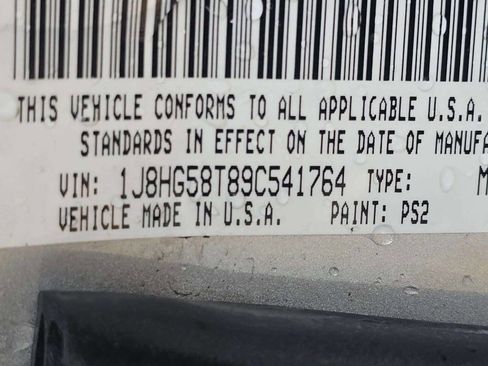 THIS VEHICLE CONFORMS TO ALL APPLICABLE U.S.A.
STANDARDS IN EFFECT ON THE DATE OF
VIN: 1J8HG58T89C541764 TYPE:
VEHICLE MADE IN U.S.A. PAINT: PS2